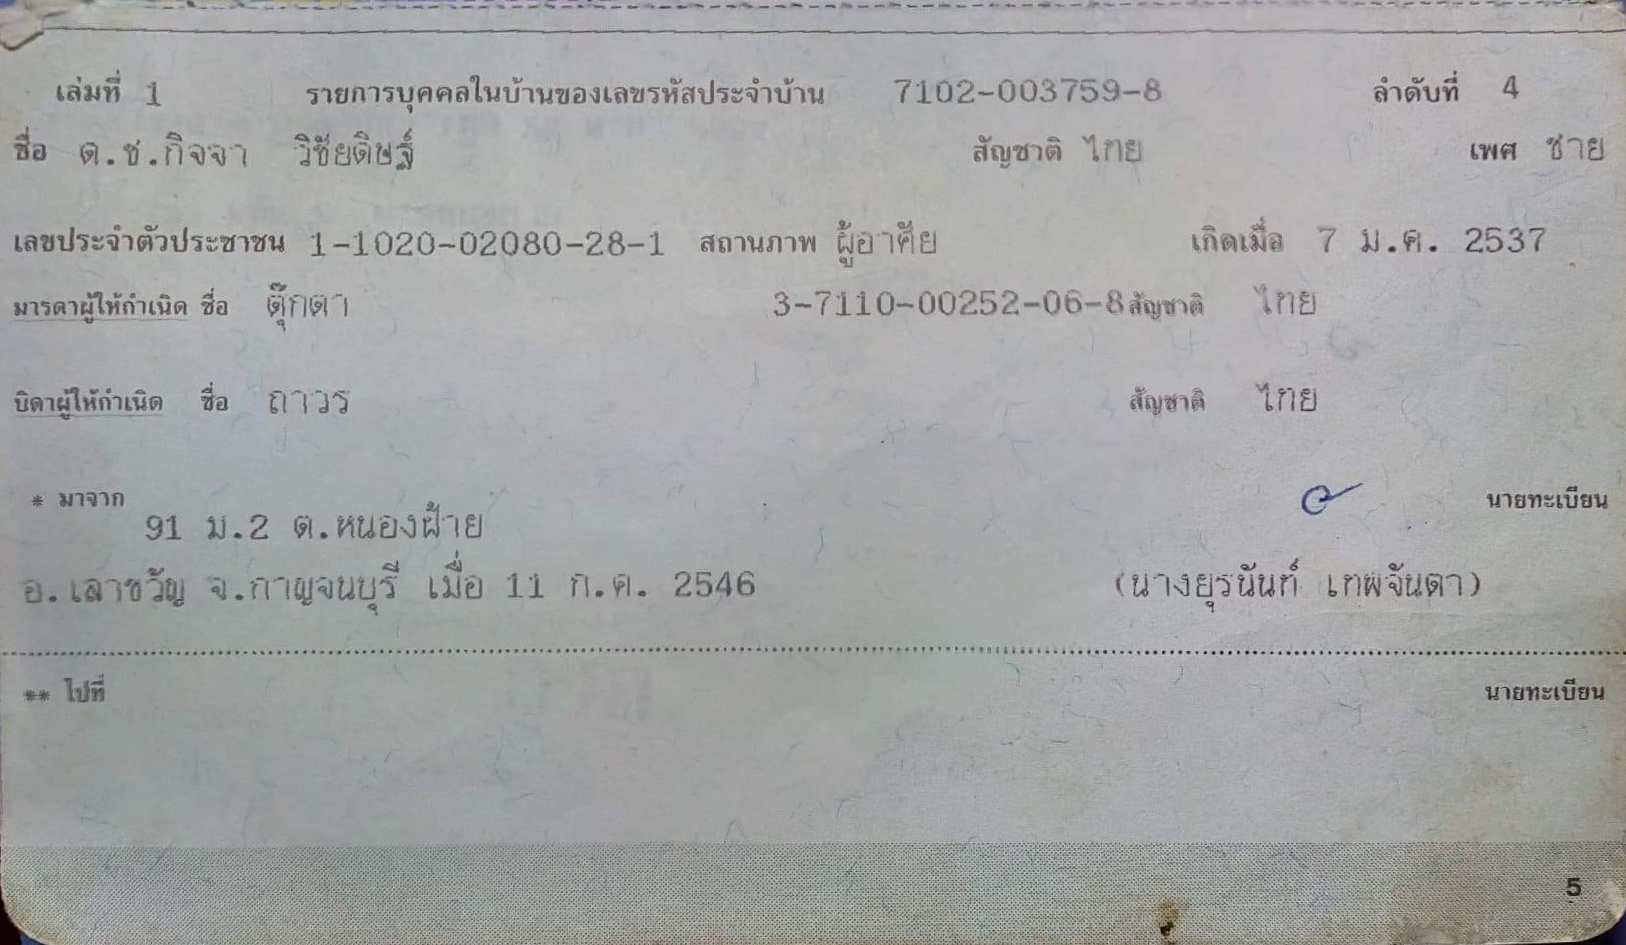 เล่มที่ 1 รายการบุคคลในบ้านของเลขรหัสประจำบ้าน 7102-003759-8 ลำดับที่ 4
ชื่อ ด.ช.กิจจา วิชัยดิษฐ์ สัญชาติ ไทย เพศ ชาย
เลขประจำตัวประชาชน 1-1020-02080-28-1 สถานภาพ ผู้อาศัย เกิดเมื่อ 7 ม.ค. 2537
มารดาผู้ให้กำเนิด ชื่อ ตุ๊กตา 3-7110-00252-06-8 สัญชาติ ไทย
บิดาผู้ให้กำเนิด ชื่อ ถาวร สัญชาติ ไทย
* มาจาก นายทะเบียน
91 ม.2 ต.หนองฝ้าย
อ.เลาขวัญ จ.กาญจนบุรี เมื่อ 11 ก.ค. 2546 (นางยุรนันท์ เทพจันดา)
** ไปที่ นายทะเบียน
5